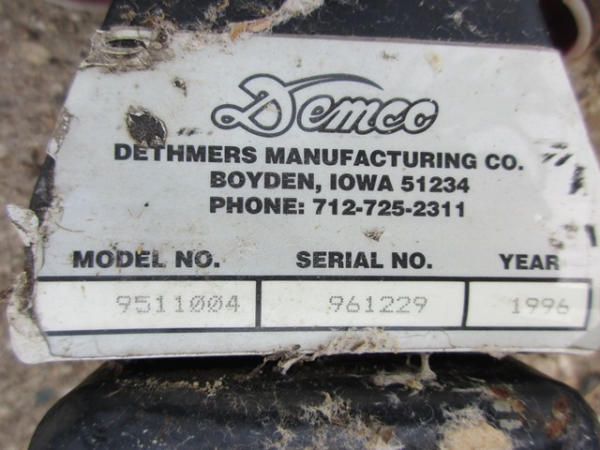 Demco
DETHMERS MANUFACTURING CO.
BOYDEN, IOWA 51234
PHONE: 712-725-2311
MODEL NO. SERIAL NO. YEAR
9511004 961229 1996